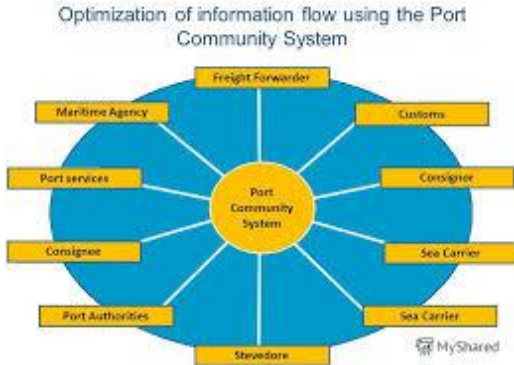 Optimization of information flow using the Port
Community System
Freight Forwarder
Maritime Agency
Customs
Port services
Consignor
Port
Community
System
Consignee
Sea Carrier
Port Authorities
Sea Carrier
Stevedore
MyShared